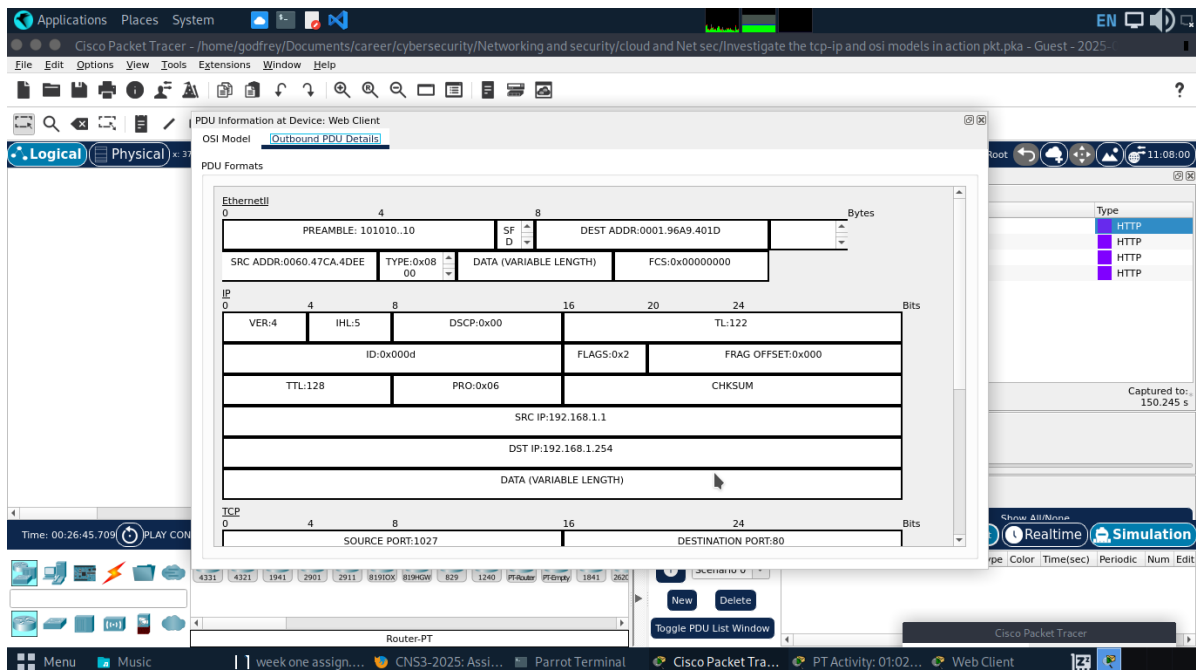 Applications Places System EN
Cisco Packet Tracer - /home/godfrey/Documents/career/cybersecurity/Networking and security/cloud and Net sec/Investigate the tcp-ip and osi models in action pkt.pka - Guest - 2025-
File Edit Options View Tools Extensions Window Help
?
PDU Information at Device: Web Client
OSI Model Outbound PDU Details
Logical Physical x: 37 Root 11:08:00
PDU Formats
EthernetII
0 4 8 Bytes
PREAMBLE: 101010..10 SF D DEST ADDR:0001.96A9.401D
SRC ADDR:0060.47CA.4DEE TYPE:0x08 00 DATA (VARIABLE LENGTH) FCS:0x00000000
Type
HTTP
HTTP
HTTP
HTTP
IP
0 4 8 16 20 24 Bits
VER:4 IHL:5 DSCP:0x00 TL:122
ID:0x000d FLAGS:0x2 FRAG OFFSET:0x000
TTL:128 PRO:0x06 CHKSUM
SRC IP:192.168.1.1
DST IP:192.168.1.254
DATA (VARIABLE LENGTH)
Captured to:
150.245 s
TCP
0 4 8 16 24 Bits
SOURCE PORT:1027 DESTINATION PORT:80
Show All/None
Time: 00:26:45.709 PLAY CON Realtime Simulation
4331 4321 1941 2901 2911 819IOX 819HGW 829 1240 PT-Router PT-Empty 1841 2620
Scenario 0
Color Time(sec) Periodic Num Edit
New Delete
Toggle PDU List Window
Router-PT
Cisco Packet Tracer
Menu Music week one assign.... CNS3-2025: Assi... Parrot Terminal Cisco Packet Tra... PT Activity: 01:02... Web Client